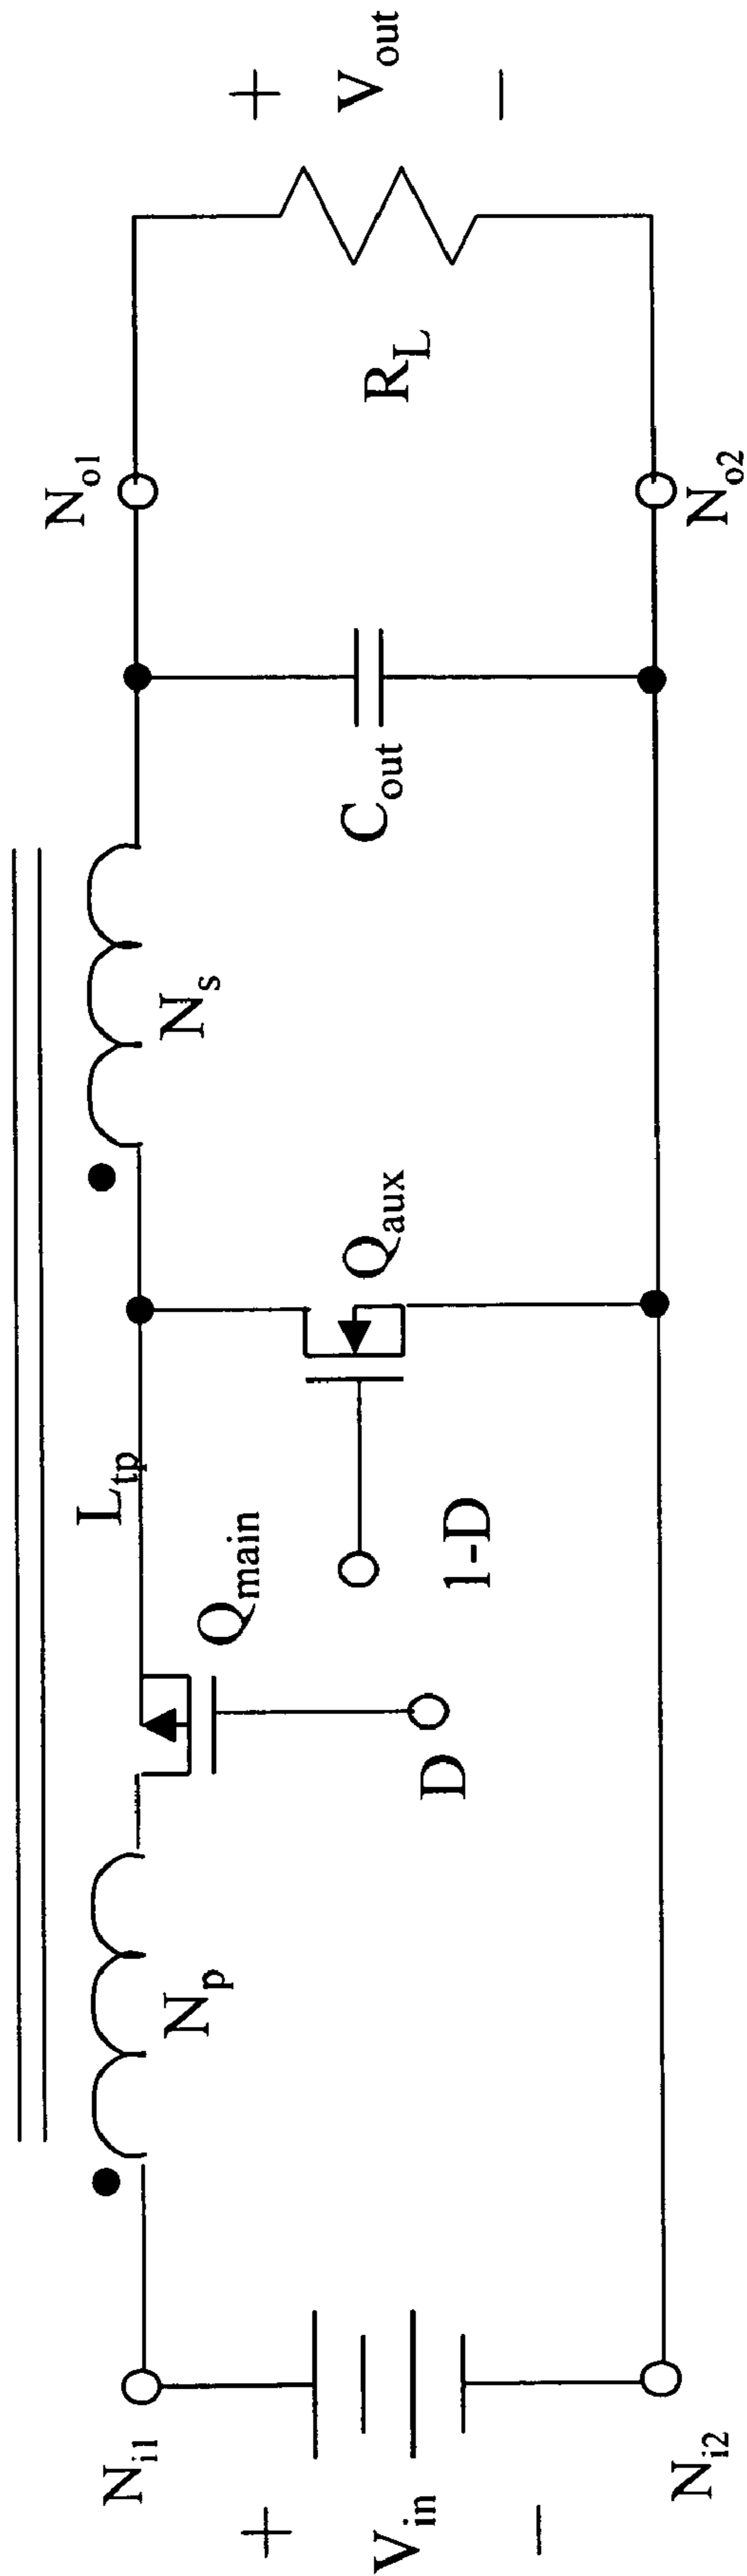 N_i1
+
V_in
−
N_i2
N_p
D
Q_main
L_tp
1-D
Q_aux
N_s
C_out
N_o1
N_o2
R_L
+
V_out
−